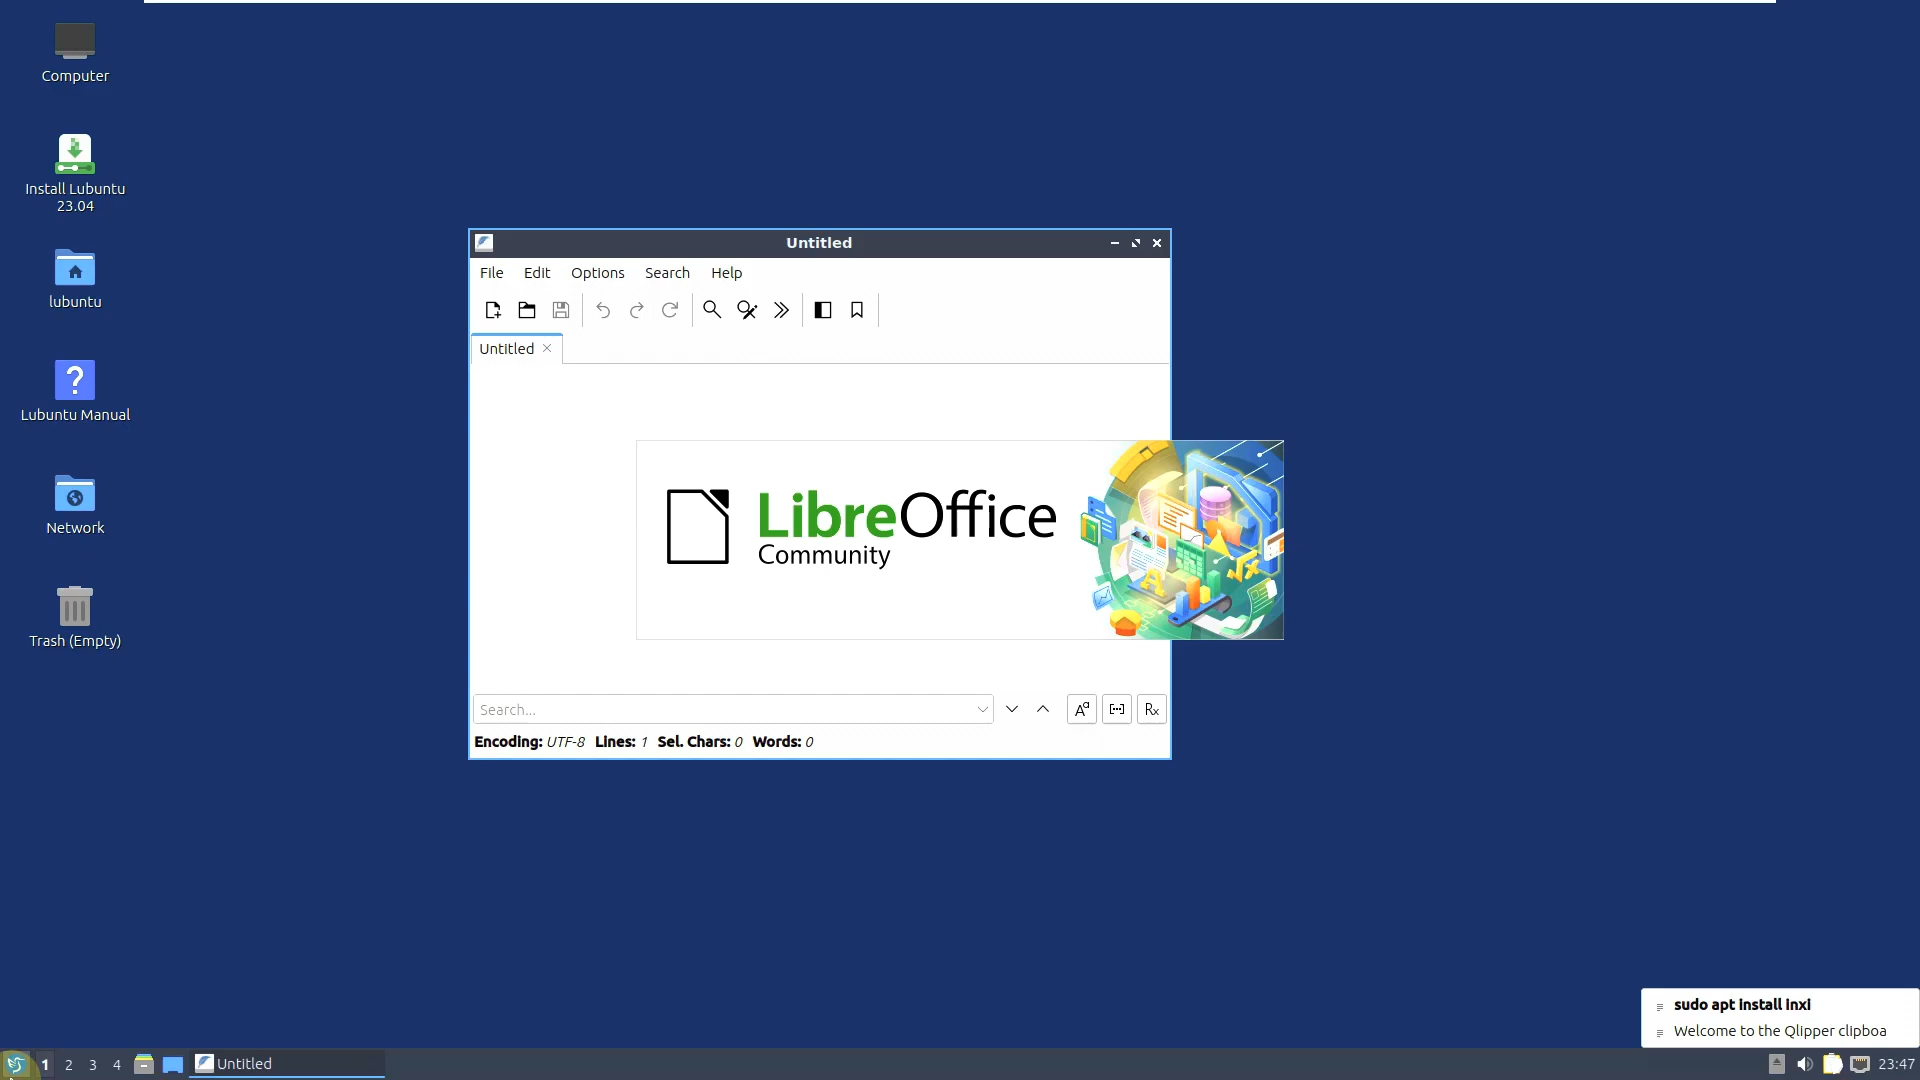 Computer
Install Lubuntu
23.04
lubuntu
Lubuntu Manual
Network
Trash (Empty)
Untitled
File Edit Options Search Help
Untitled
LibreOffice
Community
Search...
Encoding: UTF-8 Lines: 1 Sel. Chars: 0 Words: 0
sudo apt install inxi
Welcome to the Qlipper clipboa
1 2 3 4 Untitled 23:47